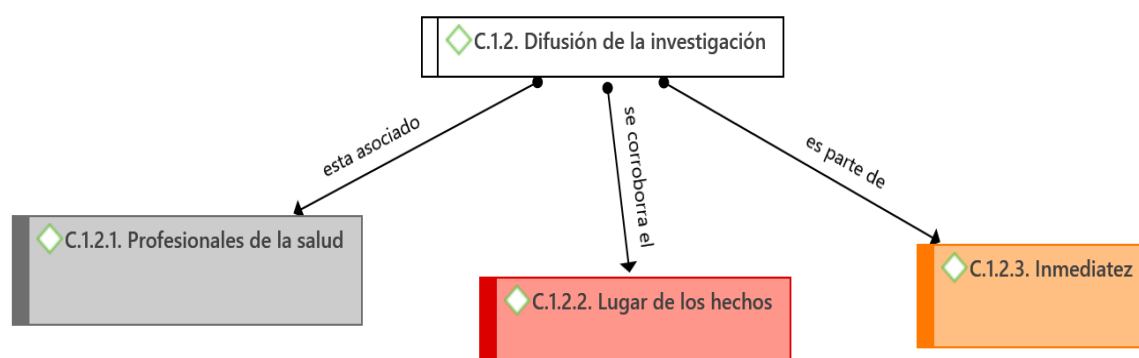 C.1.2. Difusión de la investigación
esta asociado
se corroborra el
es parte de
C.1.2.1. Profesionales de la salud
C.1.2.2. Lugar de los hechos
C.1.2.3. Inmediatez